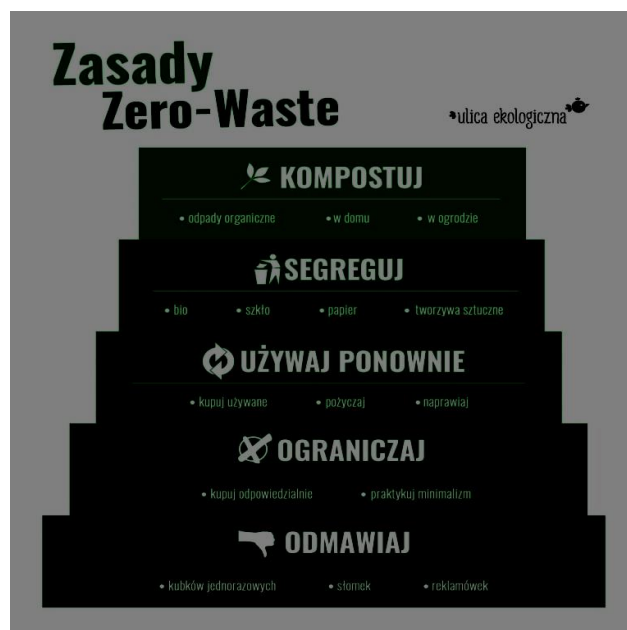 Zasady
Zero-Waste
ulica ekologiczna
KOMPOSTUJ
• odpady organiczne • w domu • w ogrodzie
SEGREGUJ
• bio • szkło • papier • tworzywa sztuczne
UŻYWAJ PONOWNIE
• kupuj używane • pożyczaj • naprawiaj
OGRANICZAJ
• kupuj odpowiedzialnie • praktykuj minimalizm
ODMAWIAJ
• kubków jednorazowych • słomek • reklamówek